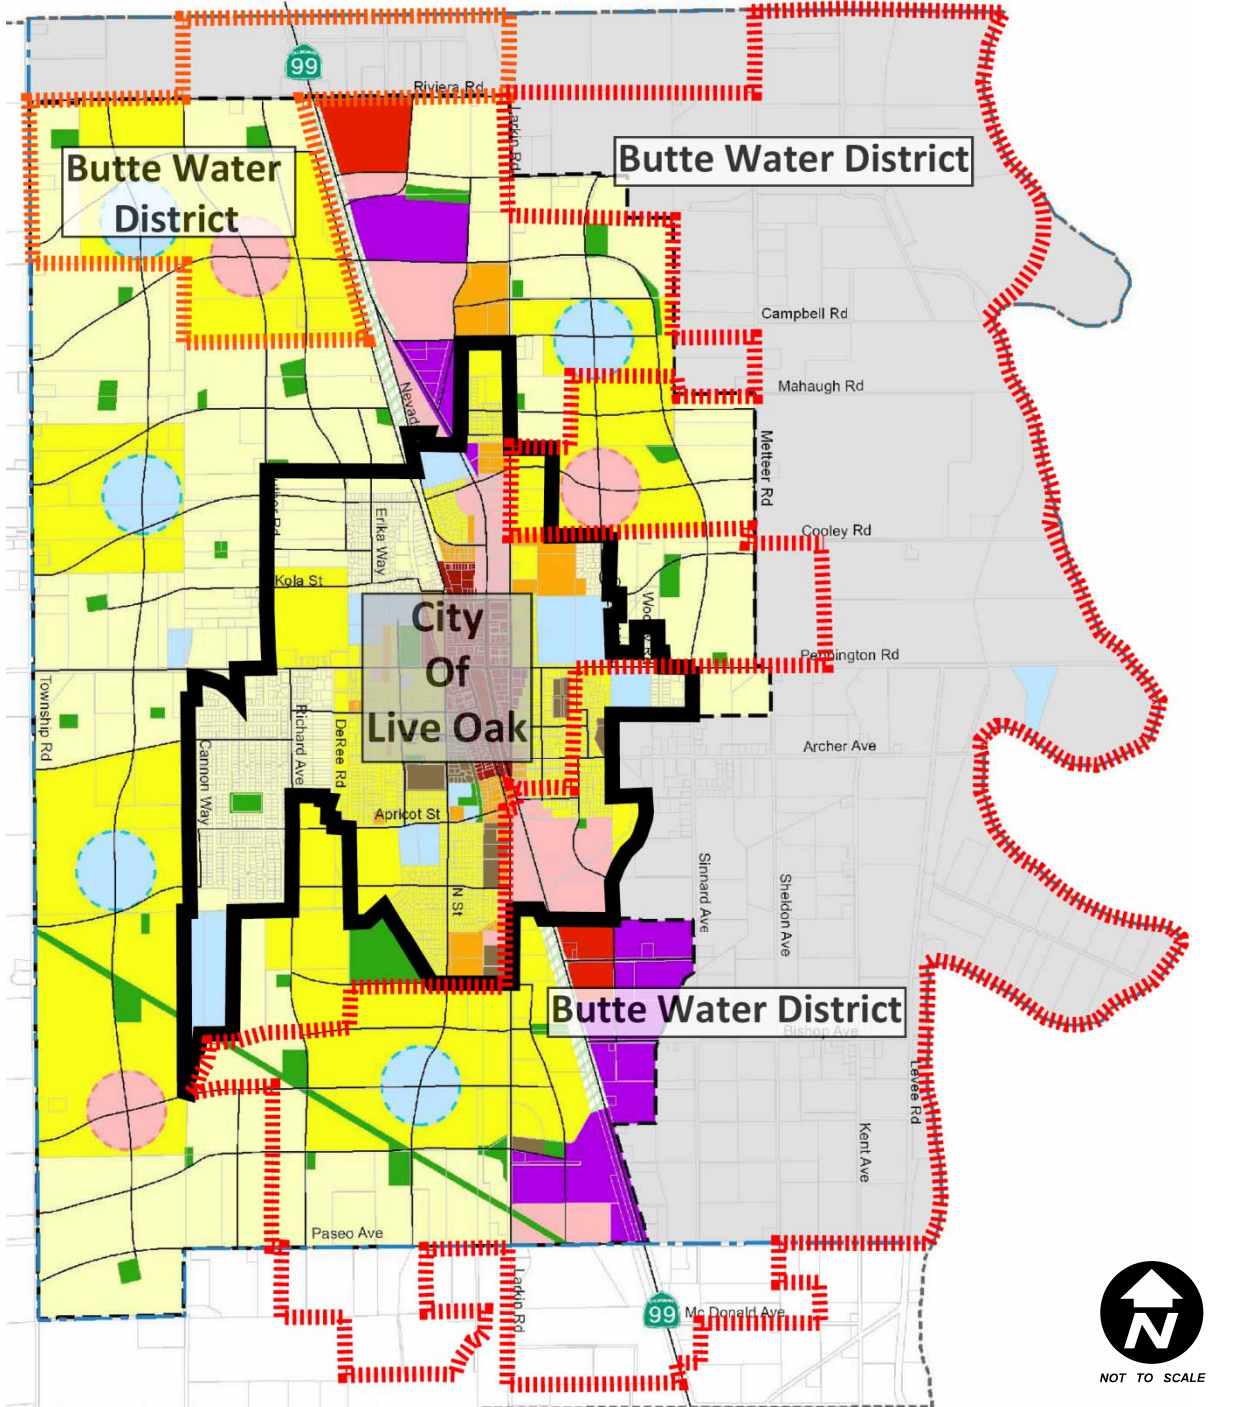 99
Riviera Rd
Larkin Rd
Butte Water
District
Butte Water District
Campbell Rd
Mahaugh Rd
Metteer Rd
Erika Way
Cooley Rd
Kola St
City
Of
Live Oak
Pennington Rd
Township Rd
Richard Ave
DeRee Rd
Cannon Way
Archer Ave
Apricot St
N St
Sinnard Ave
Sheldon Ave
Butte Water District
Bishop Ave
Levee Rd
Kent Ave
Paseo Ave
Larkin Rd
99
Mc Donald Ave
N
NOT TO SCALE